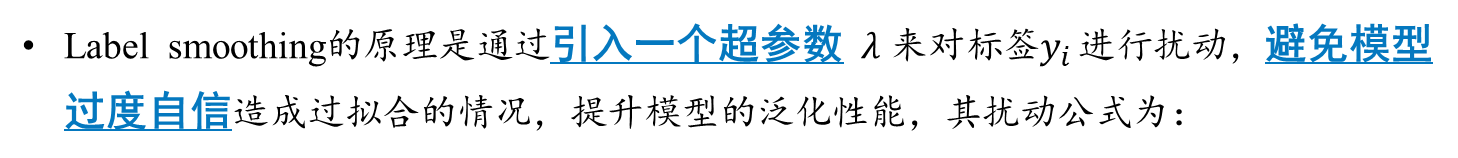 • Label smoothing的原理是通过引入一个超参数 λ 来对标签yᵢ 进行扰动，避免模型
过度自信造成过拟合的情况，提升模型的泛化性能，其扰动公式为：